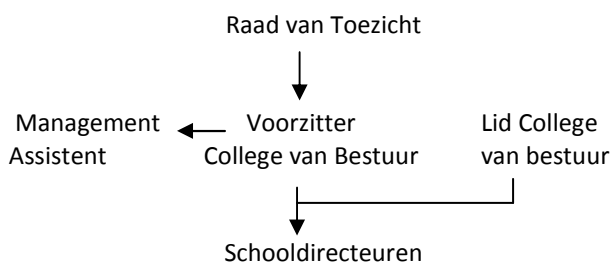 Raad van Toezicht
Management Voorzitter Lid College
Assistent College van Bestuur van bestuur
Schooldirecteuren